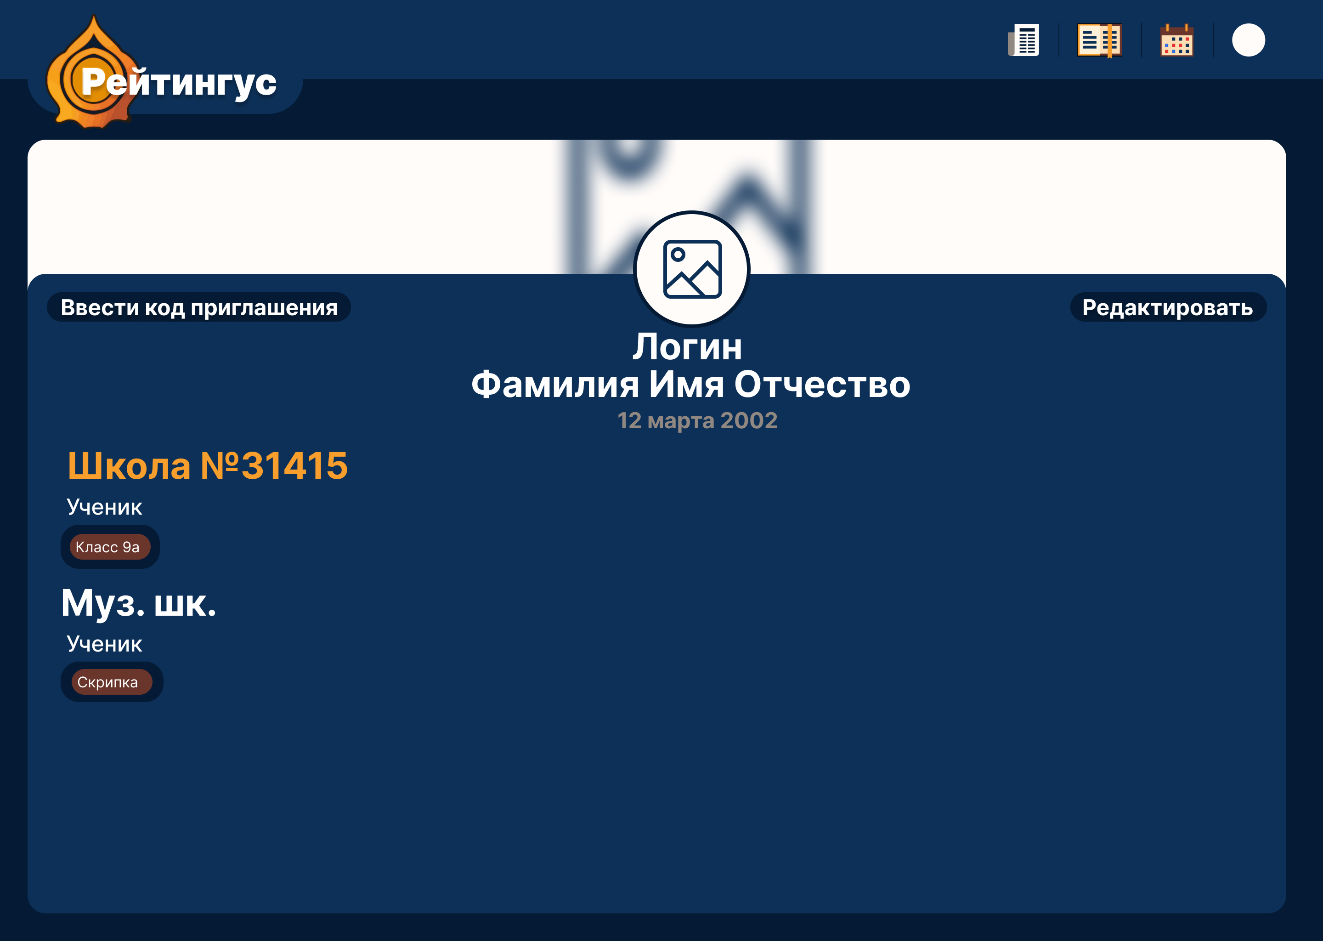 Рейтингус
Ввести код приглашения
Редактировать
Логин
Фамилия Имя Отчество
12 марта 2002
Школа №31415
Ученик
Класс 9а
Муз. шк.
Ученик
Скрипка